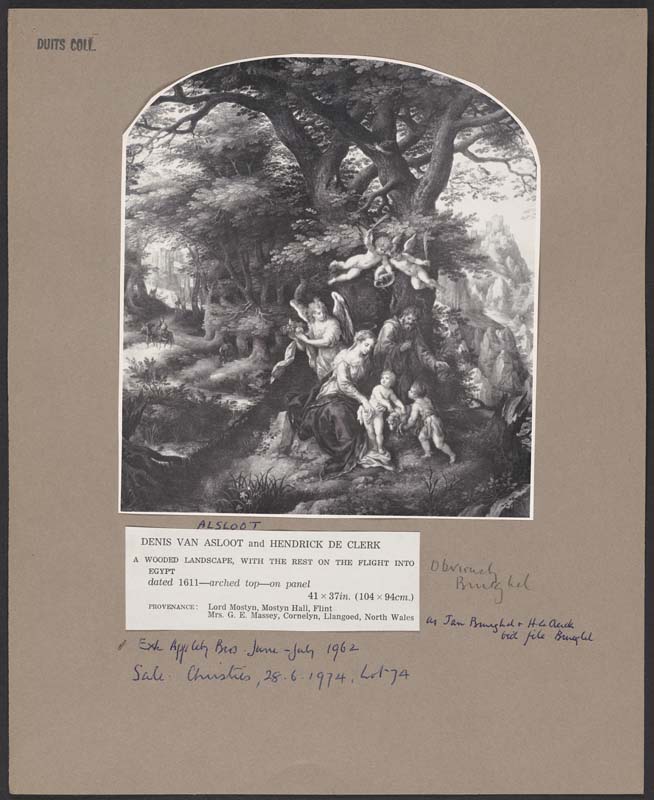 DUITS COLL.
ALSLOOT
DENIS VAN ASLOOT and HENDRICK DE CLERK
A WOODED LANDSCAPE, WITH THE REST ON THE FLIGHT INTO
EGYPT
dated 1611—arched top—on panel
41 × 37in. (104 × 94cm.)
PROVENANCE: Lord Mostyn, Mostyn Hall, Flint
Mrs. G. E. Massey, Cornelyn, Llangoed, North Wales
Obviously
Brueghel
as Jan Brueghel + H de Clerck
vid file Brueghel
Exh Appleby Bros June-July 1962
Sale. Christies, 28.6.1974, Lot 74